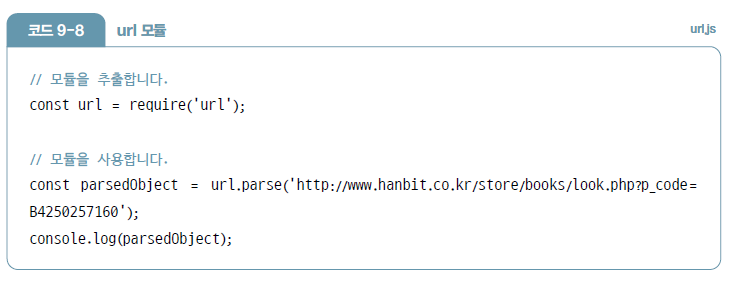 코드 9-8 url 모듈 url.js
// 모듈을 추출합니다.
const url = require('url');
// 모듈을 사용합니다.
const parsedObject = url.parse('http://www.hanbit.co.kr/store/books/look.php?p_code=
B4250257160');
console.log(parsedObject);